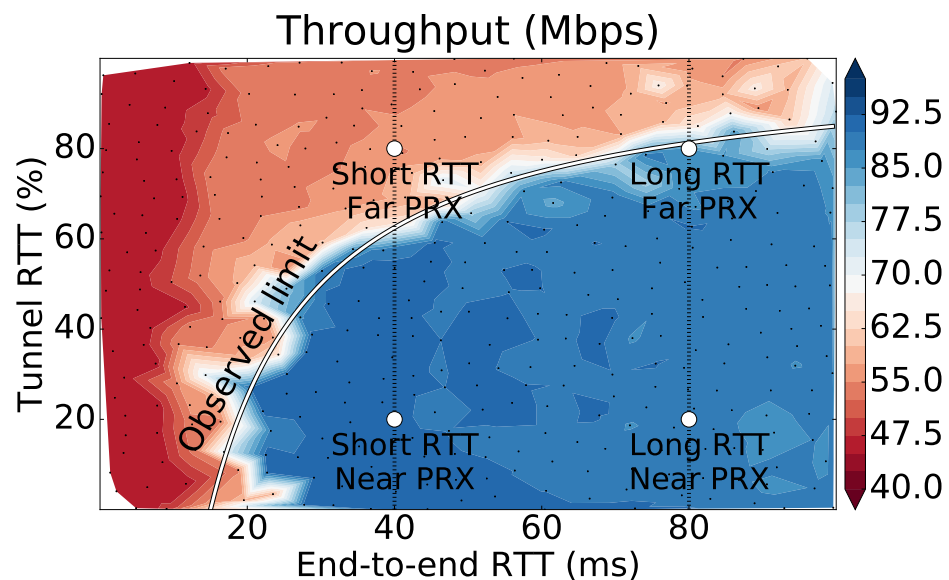 Throughput (Mbps)
Tunnel RTT (%)
80
60
40
20
Observed limit
Short RTT
Far PRX
Long RTT
Far PRX
Short RTT
Near PRX
Long RTT
Near PRX
20
40
60
80
End-to-end RTT (ms)
92.5
85.0
77.5
70.0
62.5
55.0
47.5
40.0